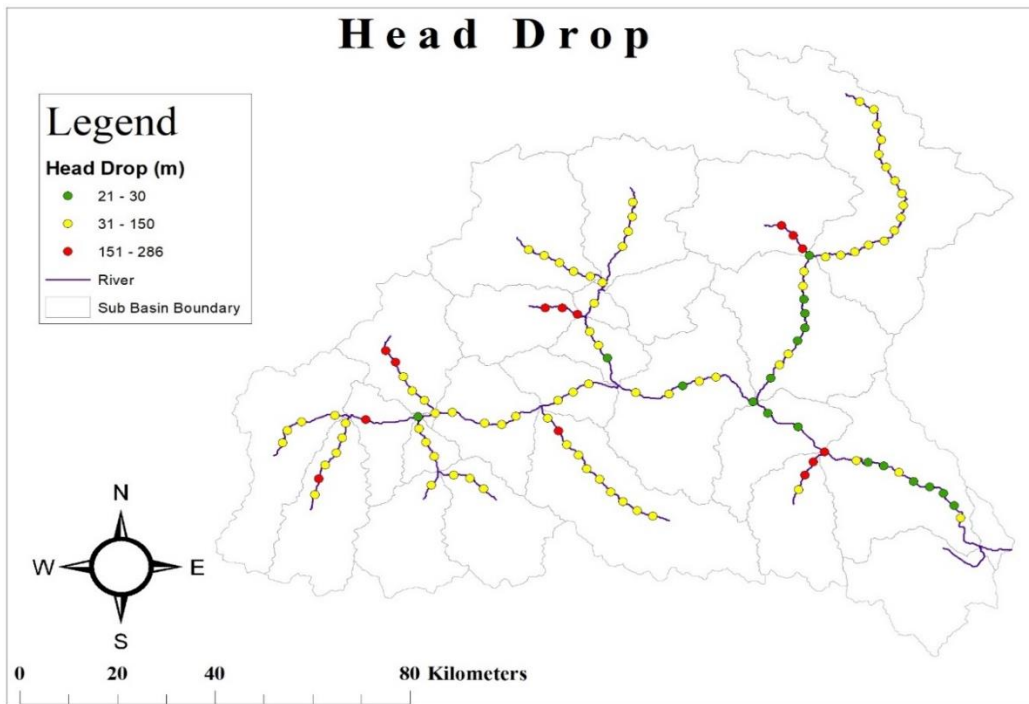 Head Drop
Legend
Head Drop (m)
21 - 30
31 - 150
151 - 286
River
Sub Basin Boundary
N
W E
S
0 20 40 80 Kilometers